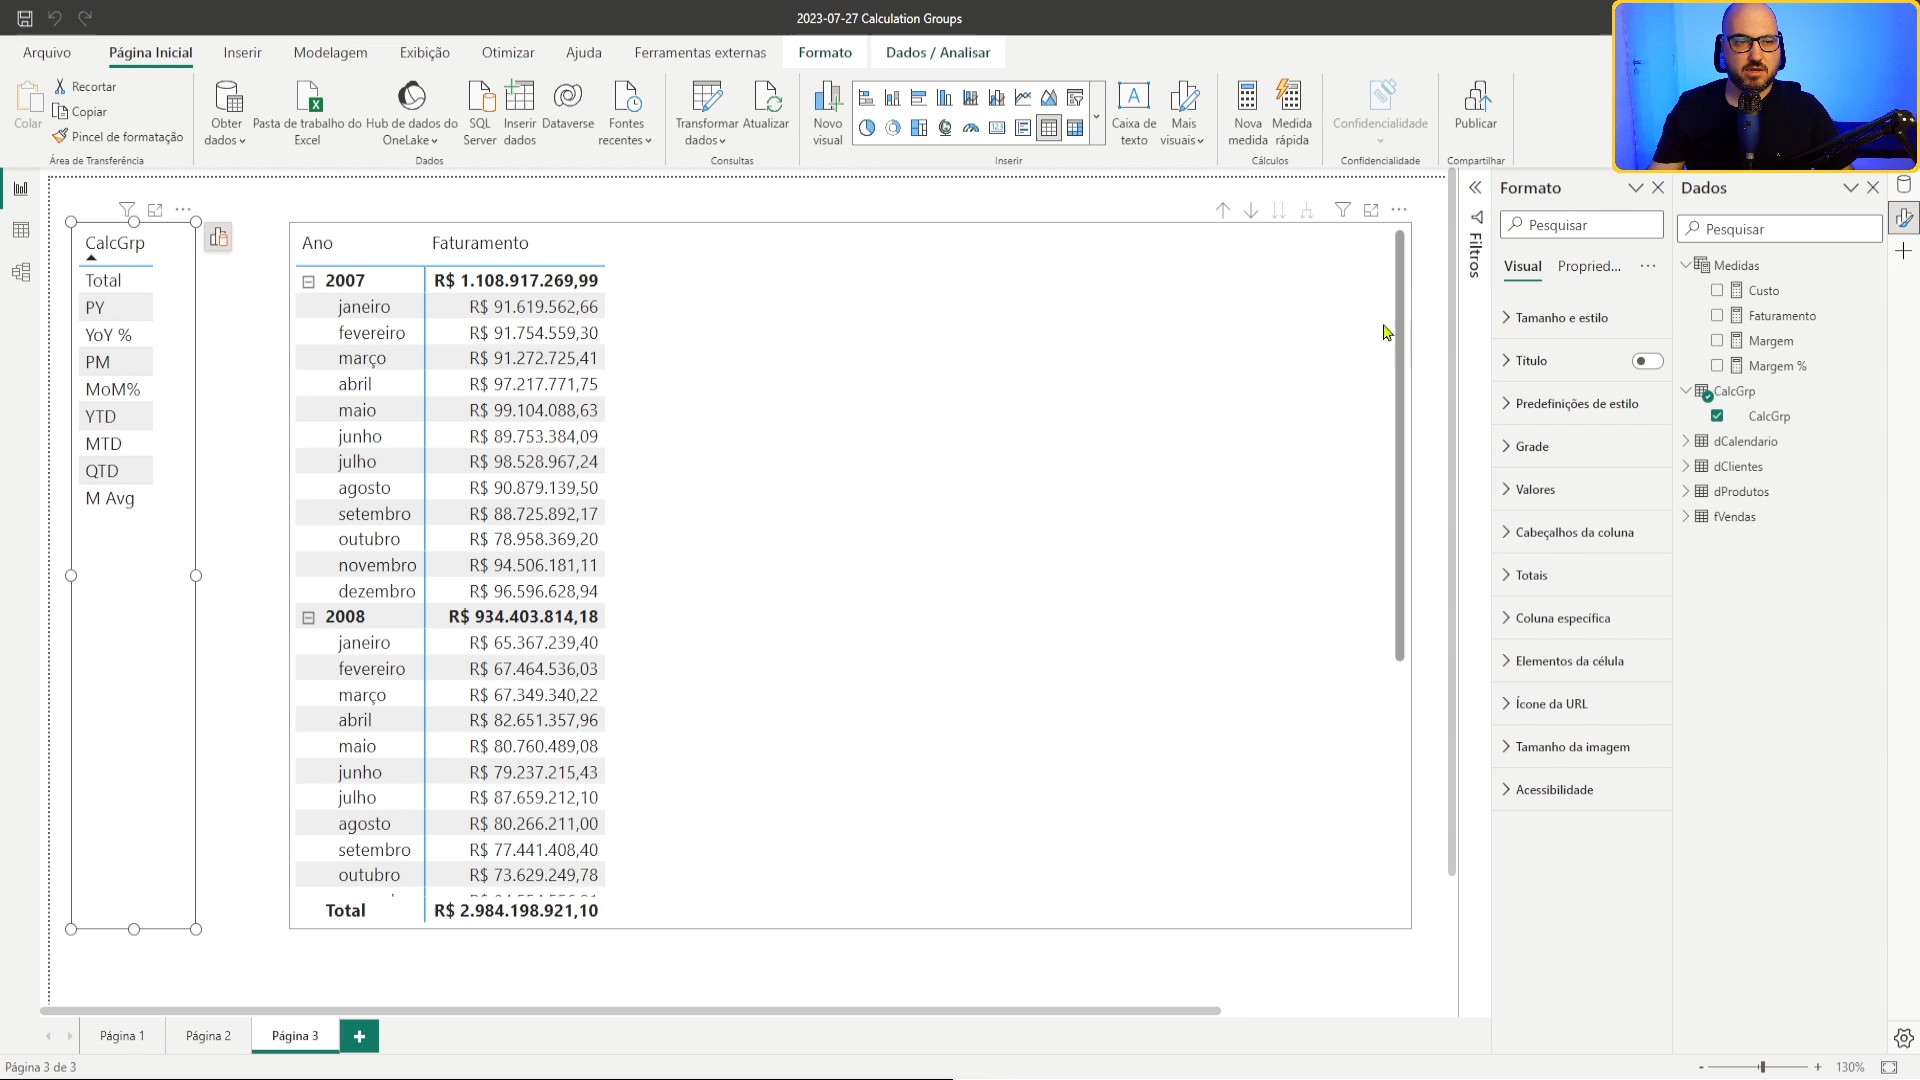 2023-07-27 Calculation Groups
Arquivo
Página Inicial
Inserir
Modelagem
Exibição
Otimizar
Ajuda
Ferramentas externas
Formato
Dados / Analisar
Colar
Recortar
Copiar
Pincel de formatação
Área de Transferência
Obter dados
Pasta de trabalho do Excel
Hub de dados do OneLake
SQL Server
Inserir dados
Dataverse
Fontes recentes
Dados
Transformar dados
Atualizar
Consultas
Novo visual
Inserir
Caixa de texto
Mais visuais
Nova medida
Medida rápida
Cálculos
Confidencialidade
Confidencialidade
Publicar
Compartilhar
CalcGrp
Total
PY
YoY %
PM
MoM%
YTD
MTD
QTD
M Avg
Ano Faturamento
2007 R$ 1.108.917.269,99
janeiro R$ 91.619.562,66
fevereiro R$ 91.754.559,30
março R$ 91.272.725,41
abril R$ 97.217.771,75
maio R$ 99.104.088,63
junho R$ 89.753.384,09
julho R$ 98.528.967,24
agosto R$ 90.879.139,50
setembro R$ 88.725.892,17
outubro R$ 78.958.369,20
novembro R$ 94.506.181,11
dezembro R$ 96.596.628,94
2008 R$ 934.403.814,18
janeiro R$ 65.367.239,40
fevereiro R$ 67.464.536,03
março R$ 67.349.340,22
abril R$ 82.651.357,96
maio R$ 80.760.489,08
junho R$ 79.237.215,43
julho R$ 87.659.212,10
agosto R$ 80.266.211,00
setembro R$ 77.441.408,40
outubro R$ 73.629.249,78
Total R$ 2.984.198.921,10
Filtros
Formato
Pesquisar
Visual
Propried...
Tamanho e estilo
Título
Predefinições de estilo
Grade
Valores
Cabeçalhos da coluna
Totais
Coluna específica
Elementos da célula
Ícone da URL
Tamanho da imagem
Acessibilidade
Dados
Pesquisar
Medidas
Custo
Faturamento
Margem
Margem %
CalcGrp
CalcGrp
dCalendario
dClientes
dProdutos
fVendas
Página 1
Página 2
Página 3
Página 3 de 3
130%